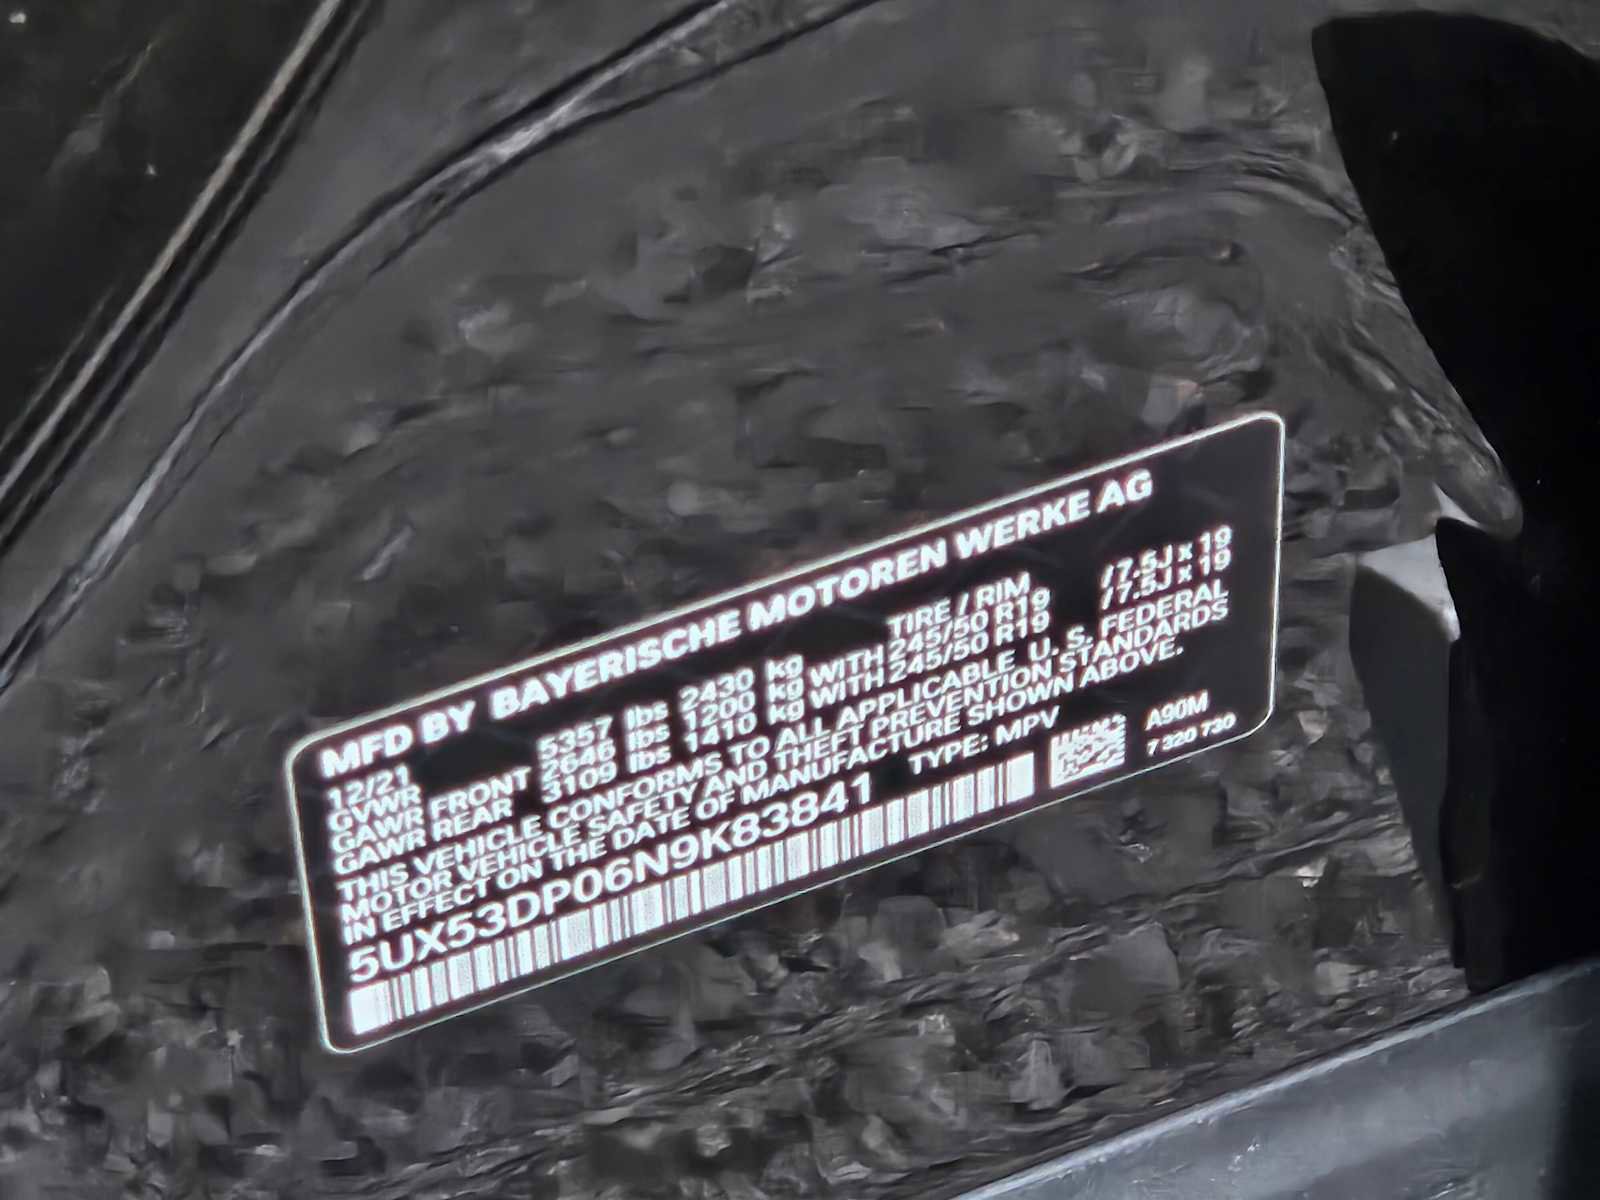 MFD BY BAYERISCHE MOTOREN WERKE AG
12/21 TIRE / RIM
GVWR 5357 lbs 2430 kg
GAWR FRONT 2646 lbs 1200 kg WITH 245/50 R19 / 7.5J x 19
GAWR REAR 3109 lbs 1410 kg WITH 245/50 R19 / 7.5J x 19
THIS VEHICLE CONFORMS TO ALL APPLICABLE U. S. FEDERAL
MOTOR VEHICLE SAFETY AND THEFT PREVENTION STANDARDS
IN EFFECT ON THE DATE OF MANUFACTURE SHOWN ABOVE.
5UX53DP06N9K83841 TYPE: MPV A90M
7 320 730